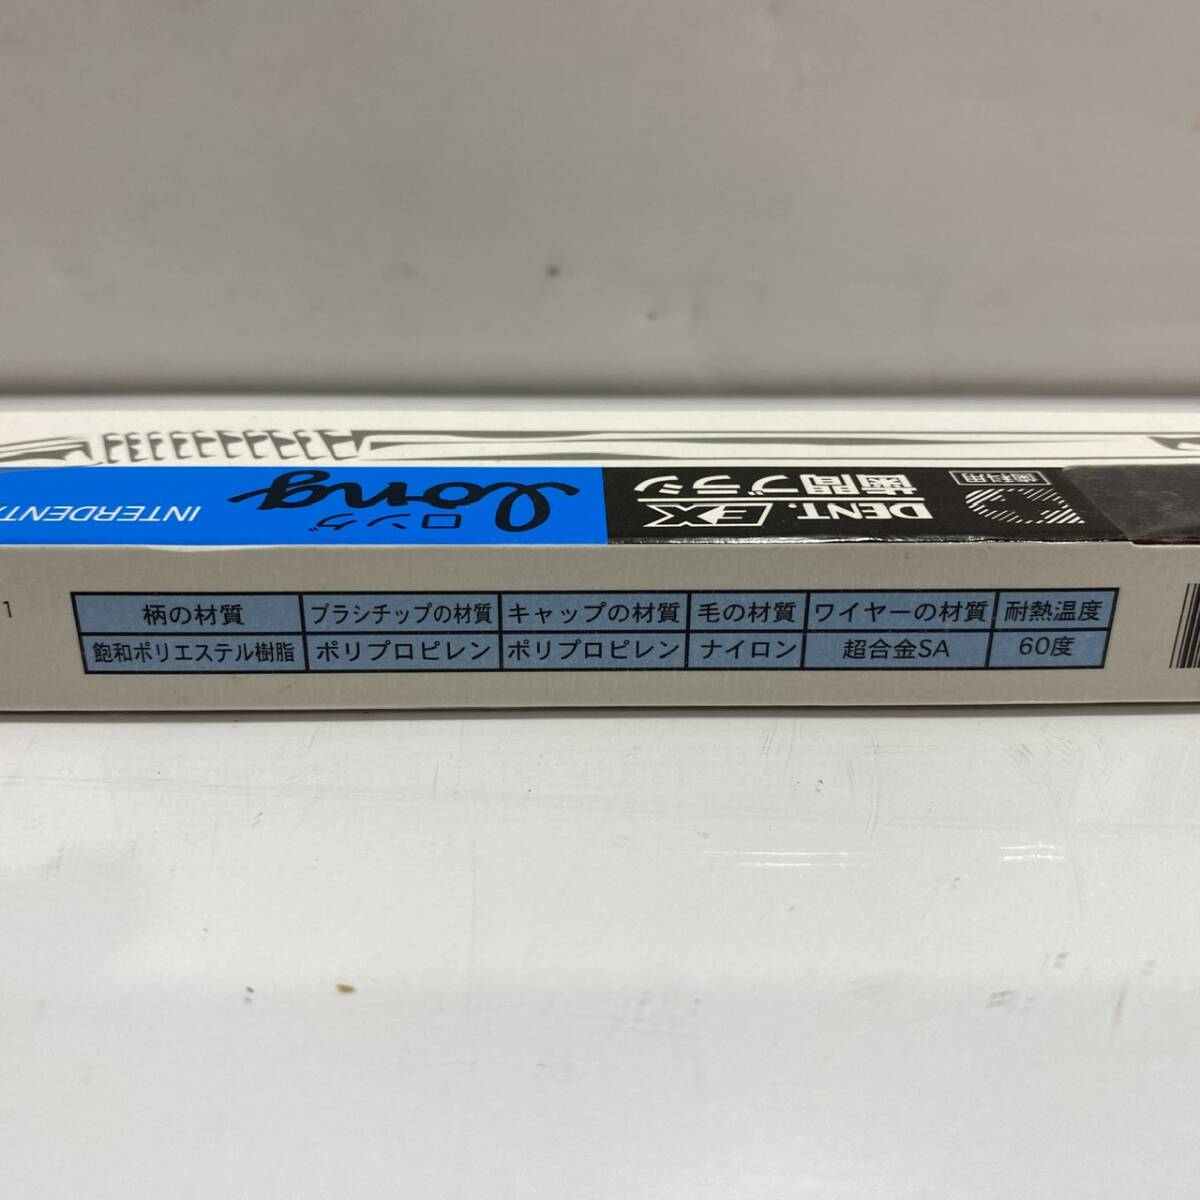 歯科用
DENT. EX
歯間ブラシ
ロング
long
INTERDENT
柄の材質 ブラシチップの材質 キャップの材質 毛の材質 ワイヤーの材質 耐熱温度
飽和ポリエステル樹脂 ポリプロピレン ポリプロピレン ナイロン 超合金SA 60度
1